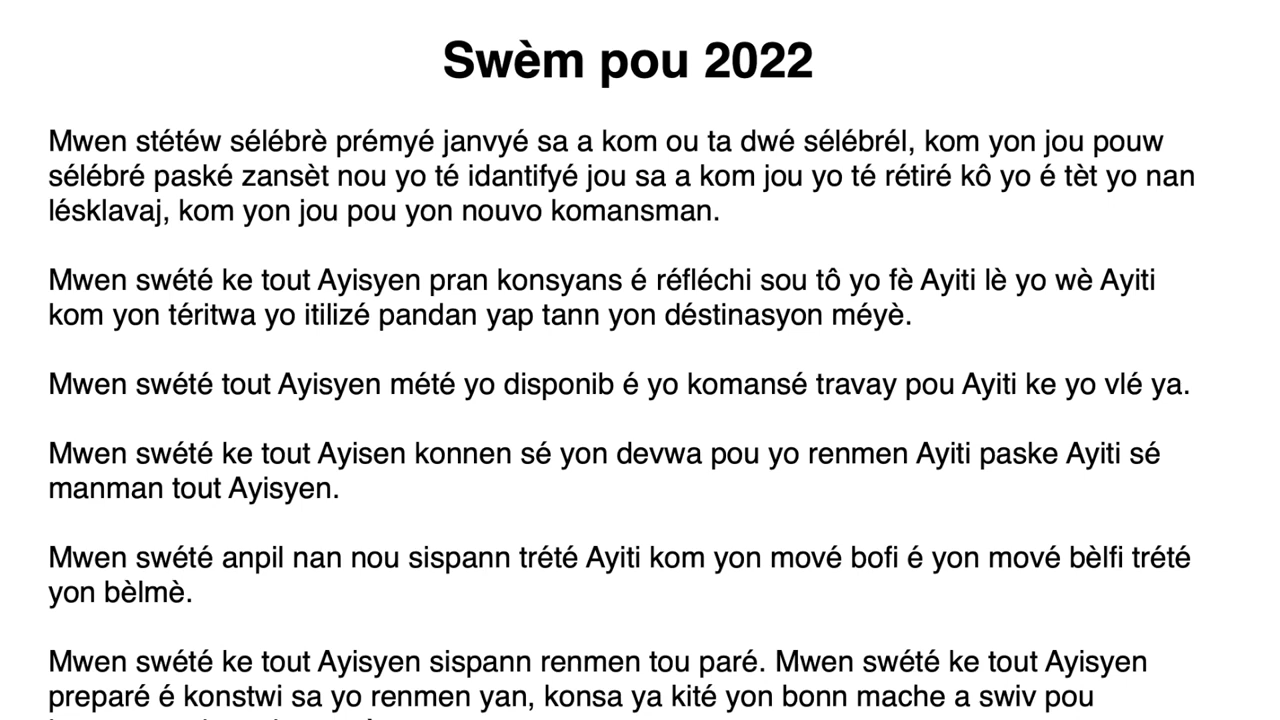 Swèm pou 2022
Mwen stétéw sélébrè prémyé janvyé sa a kom ou ta dwé sélébrél, kom yon jou pouw
sélébré paské zansèt nou yo té idantifyé jou sa a kom jou yo té rétiré kô yo é tèt yo nan
lésklavaj, kom yon jou pou yon nouvo komansman.
Mwen swété ke tout Ayisyen pran konsyans é réfléchi sou tô yo fè Ayiti lè yo wè Ayiti
kom yon téritwa yo itilizé pandan yap tann yon déstinasyon méyè.
Mwen swété tout Ayisyen mété yo disponib é yo komansé travay pou Ayiti ke yo vlé ya.
Mwen swété ke tout Ayisen konnen sé yon devwa pou yo renmen Ayiti paske Ayiti sé
manman tout Ayisyen.
Mwen swété anpil nan nou sispann trété Ayiti kom yon mové bofi é yon mové bèlfi trété
yon bèlmè.
Mwen swété ke tout Ayisyen sispann renmen tou paré. Mwen swété ke tout Ayisyen
preparé é konstwi sa yo renmen yan, konsa ya kité yon bonn mache a swiv pou